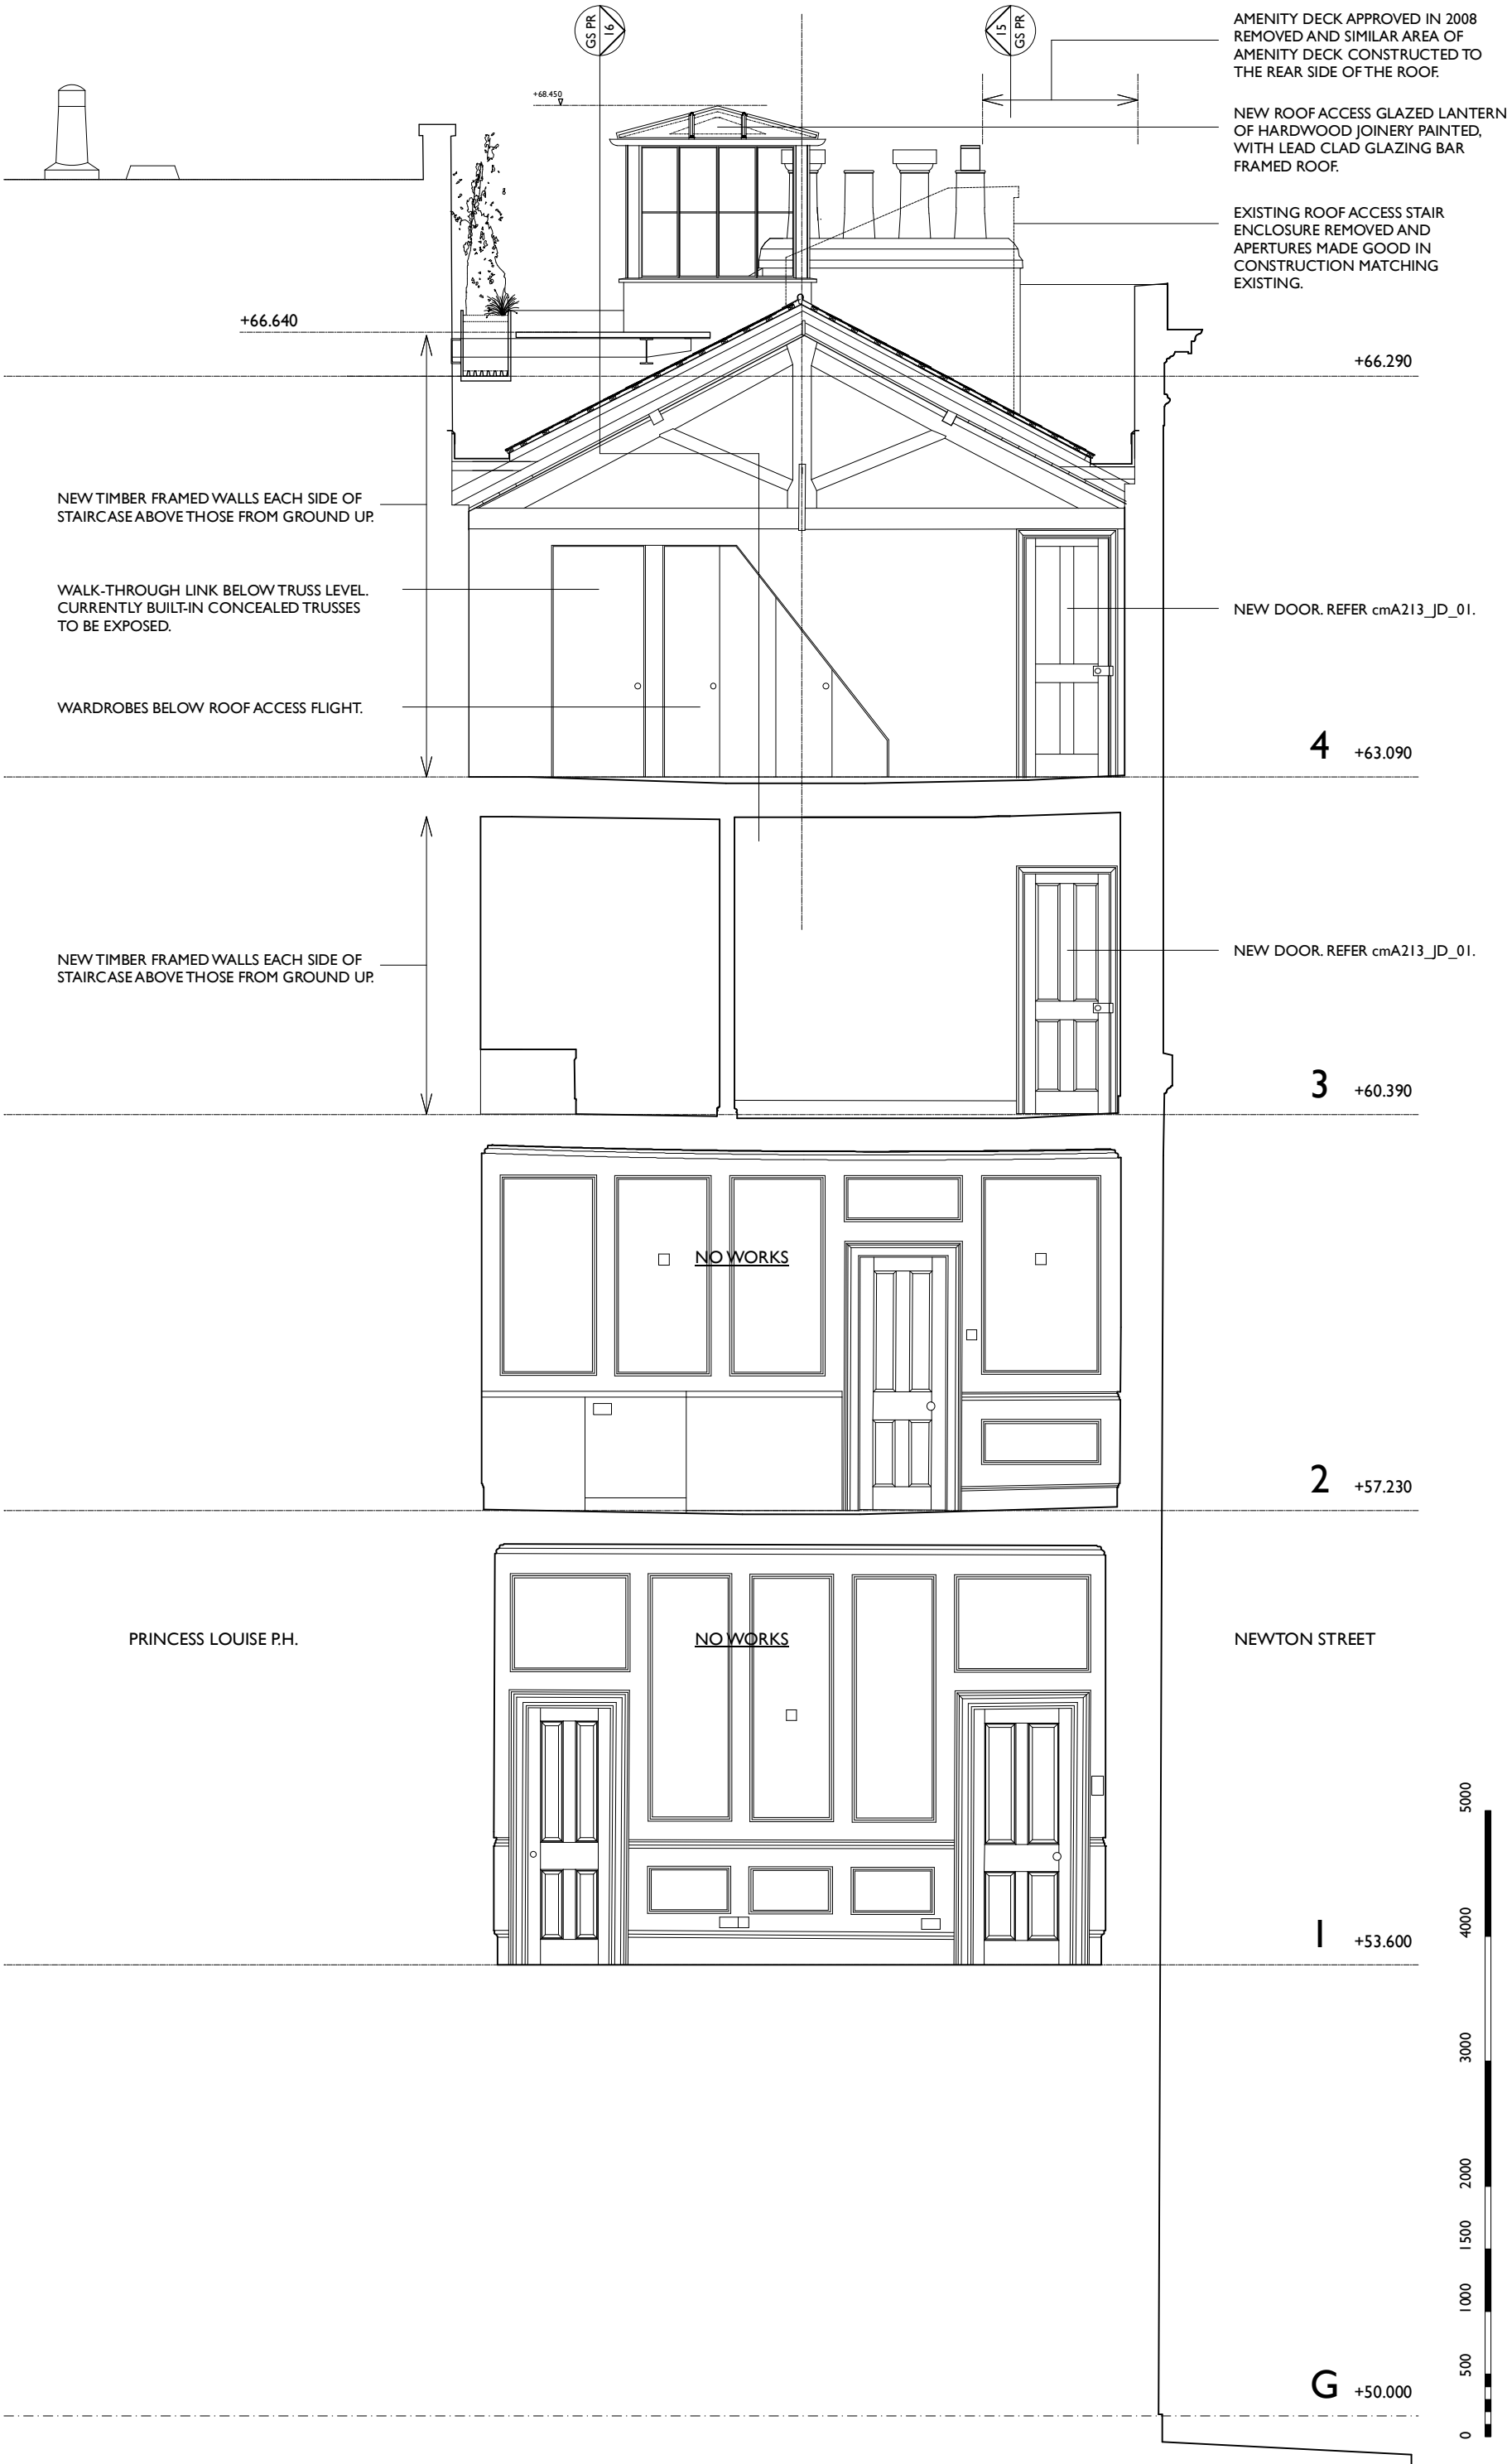 GS PR
16
15
GS PR
AMENITY DECK APPROVED IN 2008
REMOVED AND SIMILAR AREA OF
AMENITY DECK CONSTRUCTED TO
THE REAR SIDE OF THE ROOF.
+68.450
NEW ROOF ACCESS GLAZED LANTERN
OF HARDWOOD JOINERY PAINTED,
WITH LEAD CLAD GLAZING BAR
FRAMED ROOF.
EXISTING ROOF ACCESS STAIR
ENCLOSURE REMOVED AND
APERTURES MADE GOOD IN
CONSTRUCTION MATCHING
EXISTING.
+66.640
+66.290
NEW TIMBER FRAMED WALLS EACH SIDE OF
STAIRCASE ABOVE THOSE FROM GROUND UP.
WALK-THROUGH LINK BELOW TRUSS LEVEL.
CURRENTLY BUILT-IN CONCEALED TRUSSES
TO BE EXPOSED.
NEW DOOR. REFER cmA213_JD_01.
WARDROBES BELOW ROOF ACCESS FLIGHT.
4 +63.090
NEW TIMBER FRAMED WALLS EACH SIDE OF
STAIRCASE ABOVE THOSE FROM GROUND UP.
NEW DOOR. REFER cmA213_JD_01.
3 +60.390
NO WORKS
2 +57.230
PRINCESS LOUISE P.H.
NO WORKS
NEWTON STREET
1 +53.600
G +50.000
5000
4000
3000
2000
1500
1000
500
0